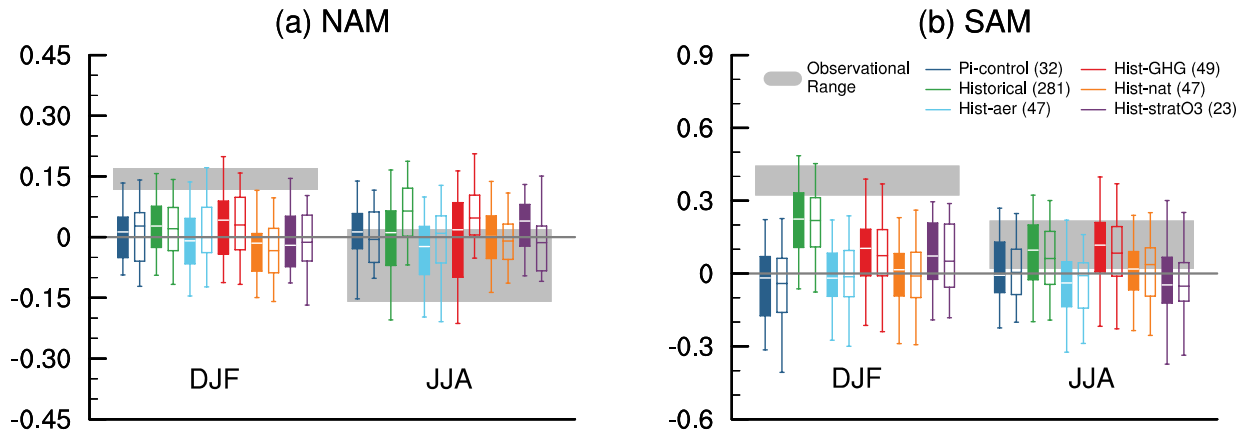 (a) NAM
0.45
0.30
0.15
0
-0.15
-0.30
-0.45
DJF
JJA
(b) SAM
0.9
0.6
0.3
0
-0.3
-0.6
Observational
Range
Pi-control (32)
Historical (281)
Hist-aer (47)
Hist-GHG (49)
Hist-nat (47)
Hist-stratO3 (23)
DJF
JJA